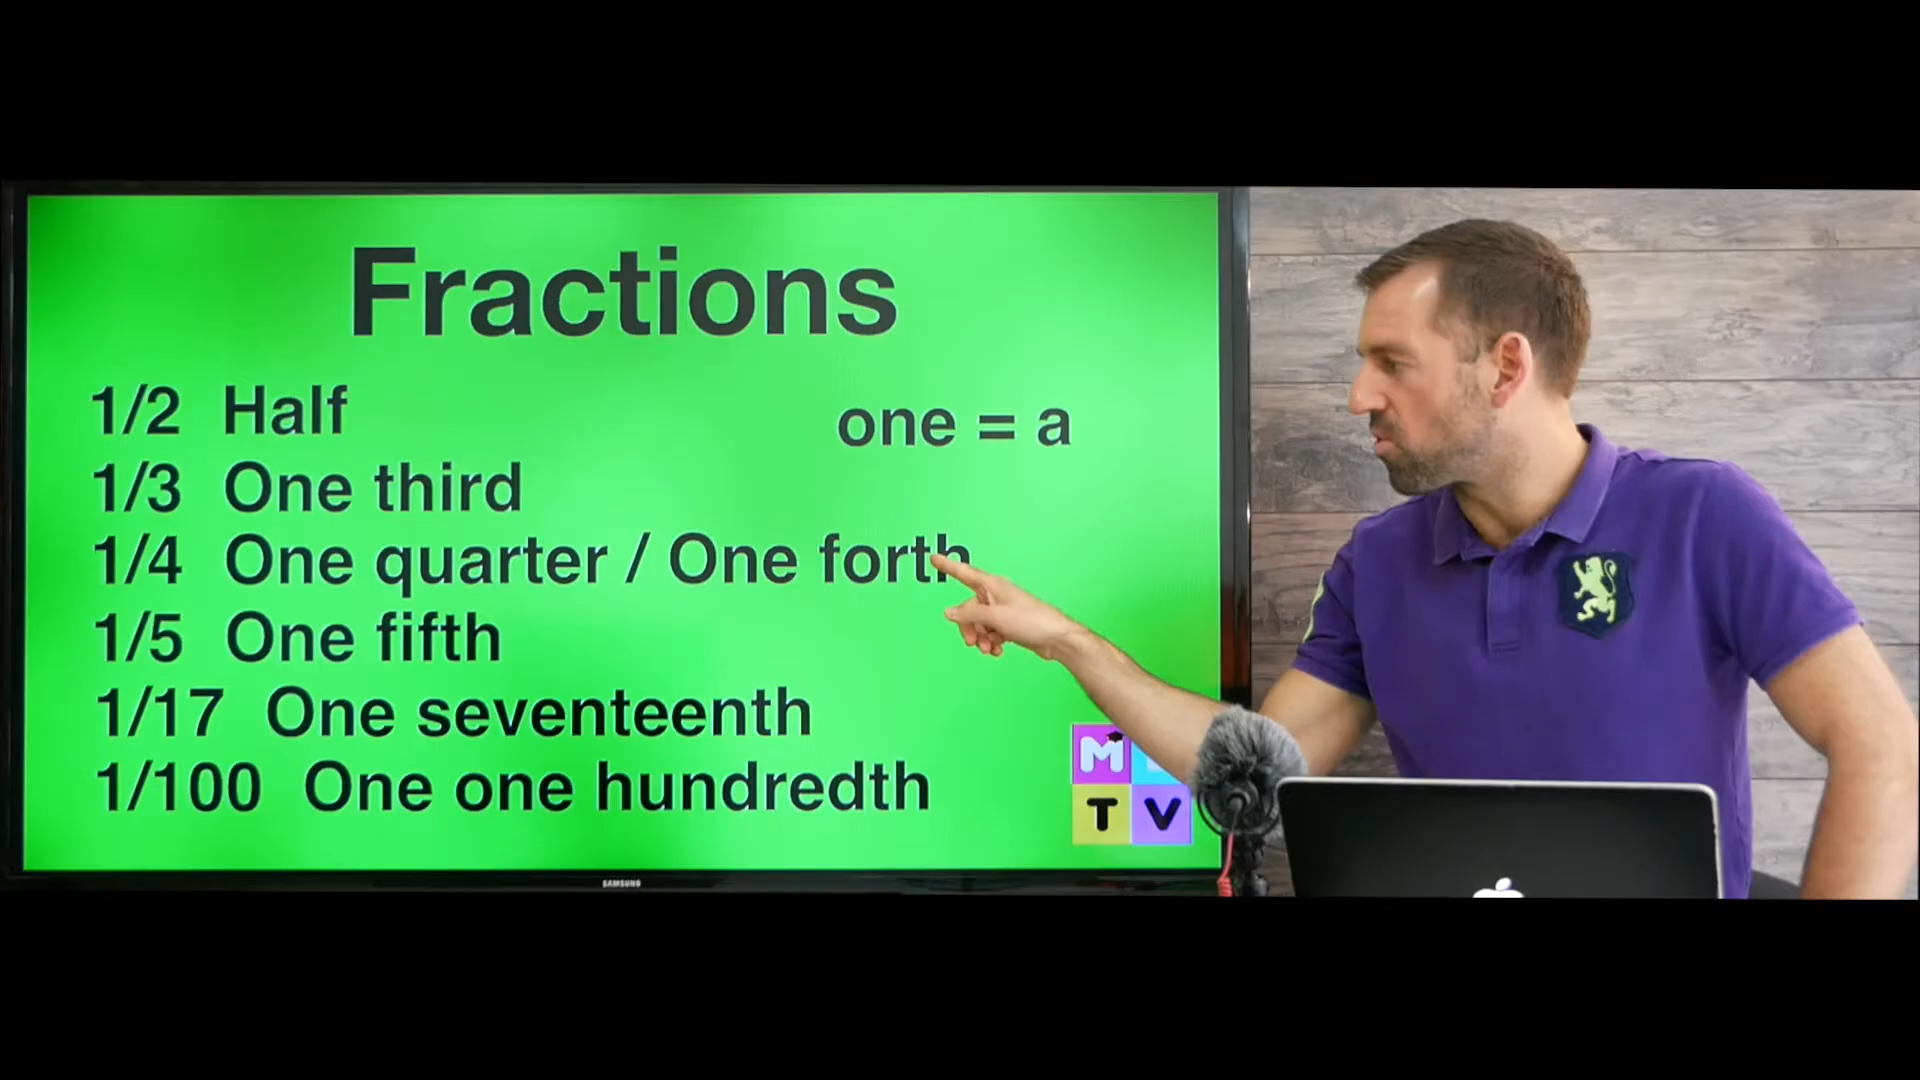 Fractions
1/2 Half
one = a
1/3 One third
1/4 One quarter / One forth
1/5 One fifth
1/17 One seventeenth
1/100 One one hundredth
M
T V
SAMSUNG